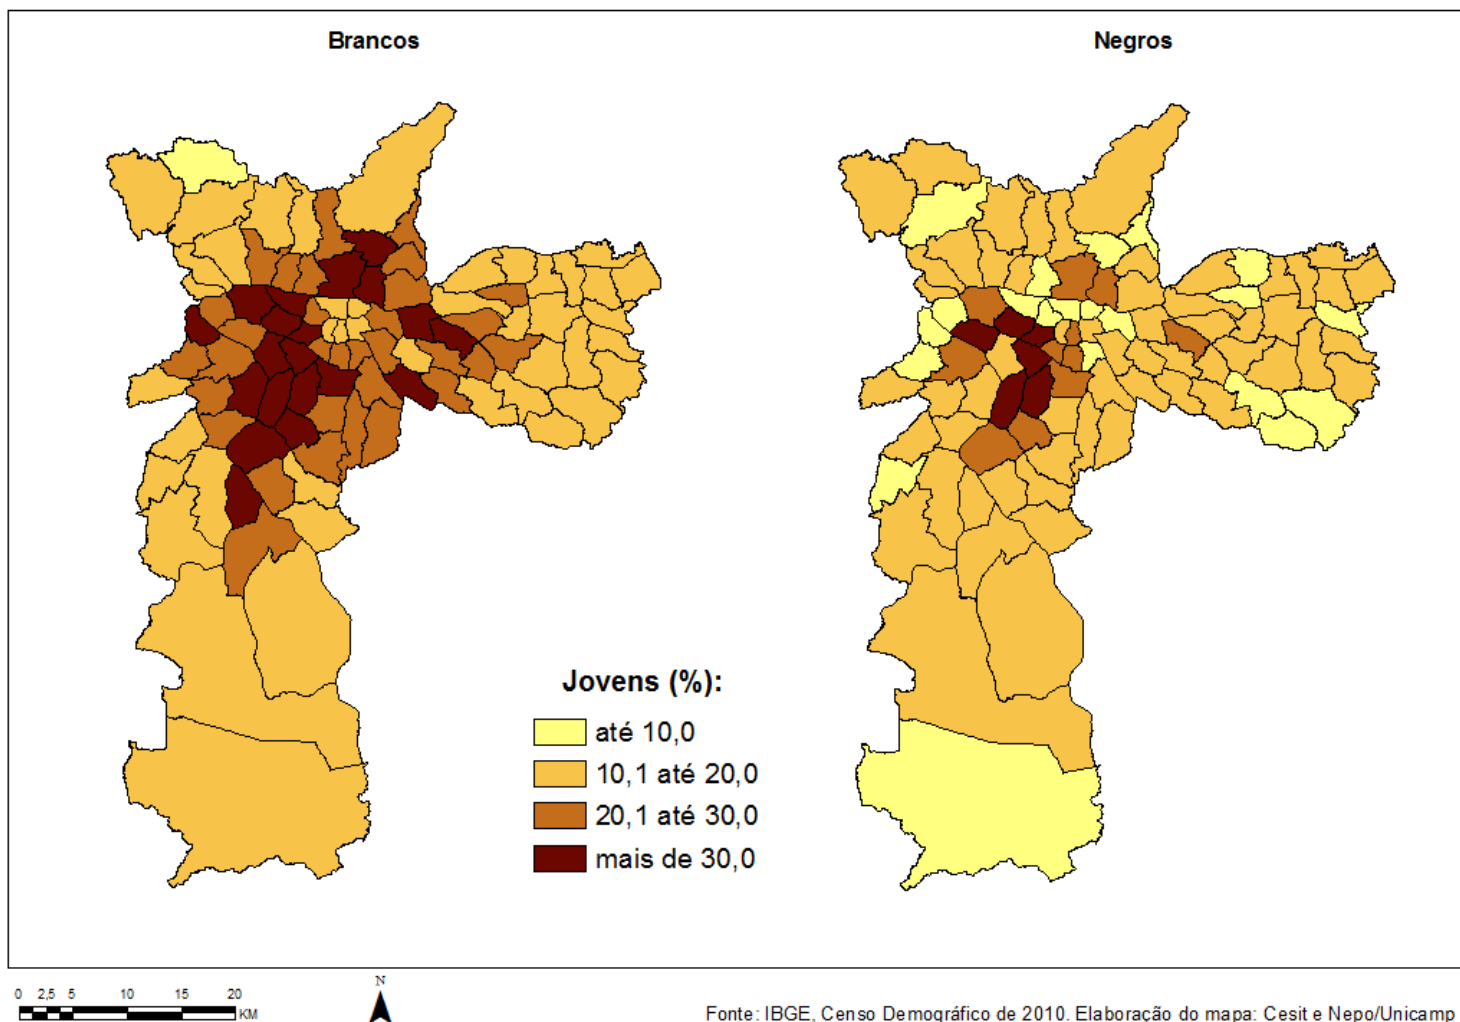 Brancos
Negros
Jovens (%):
até 10,0
10,1 até 20,0
20,1 até 30,0
mais de 30,0
0 2,5 5 10 15 20
KM
N
Fonte: IBGE, Censo Demográfico de 2010. Elaboração do mapa: Cesit e Nepo/Unicamp